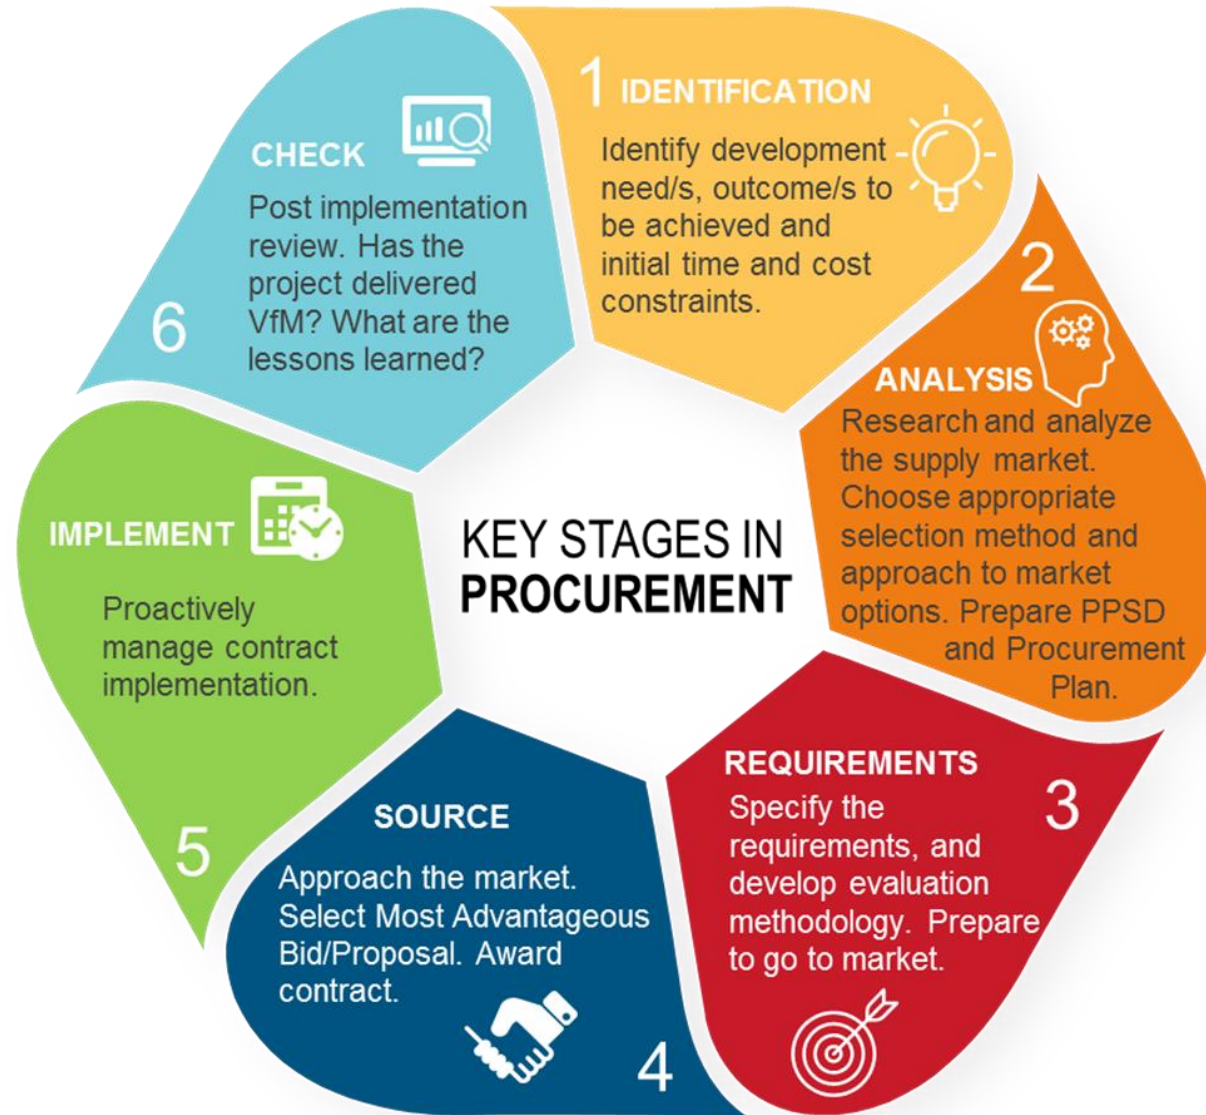 KEY STAGES IN
PROCUREMENT
1 IDENTIFICATION
Identify development
need/s, outcome/s to
be achieved and
initial time and cost
constraints.
2
ANALYSIS
Research and analyze
the supply market.
Choose appropriate
selection method and
approach to market
options. Prepare PPSD
and Procurement
Plan.
REQUIREMENTS
3
Specify the
requirements, and
develop evaluation
methodology. Prepare
to go to market.
SOURCE
Approach the market.
Select Most Advantageous
Bid/Proposal. Award
contract.
4
IMPLEMENT
Proactively
manage contract
implementation.
5
CHECK
Post implementation
review. Has the
project delivered
VfM? What are the
lessons learned?
6